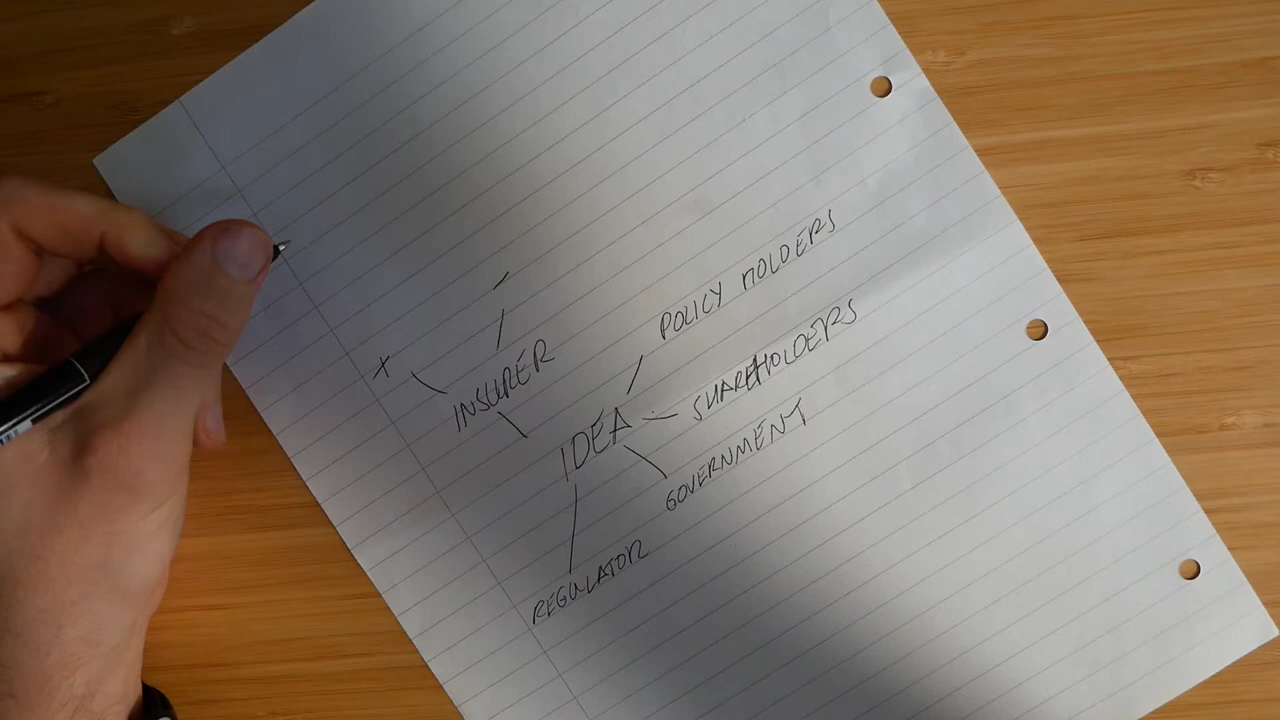 POLICY HOLDERS
SHAREHOLDERS
+
INSURER
IDEA
GOVERNMENT
REGULATOR